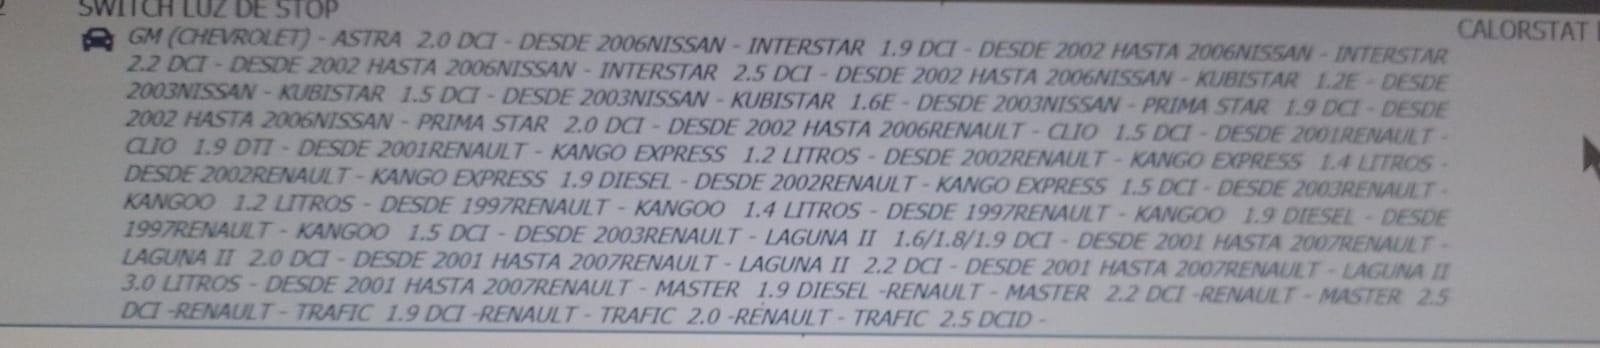 SWITCH LUZ DE STOP
CALORSTAT
GM (CHEVROLET) - ASTRA 2.0 DCI - DESDE 2006NISSAN - INTERSTAR 1.9 DCI - DESDE 2002 HASTA 2006NISSAN - INTERSTAR
2.2 DCI - DESDE 2002 HASTA 2006NISSAN - INTERSTAR 2.5 DCI - DESDE 2002 HASTA 2006NISSAN - KUBISTAR 1.2E - DESDE
2003NISSAN - KUBISTAR 1.5 DCI - DESDE 2003NISSAN - KUBISTAR 1.6E - DESDE 2003NISSAN - PRIMA STAR 1.9 DCI - DESDE
2002 HASTA 2006NISSAN - PRIMA STAR 2.0 DCI - DESDE 2002 HASTA 2006RENAULT - CLIO 1.5 DCI - DESDE 2001RENAULT -
CLIO 1.9 DTI - DESDE 2001RENAULT - KANGO EXPRESS 1.2 LITROS - DESDE 2002RENAULT - KANGO EXPRESS 1.4 LITROS -
DESDE 2002RENAULT - KANGO EXPRESS 1.9 DIESEL - DESDE 2002RENAULT - KANGO EXPRESS 1.5 DCI - DESDE 2003RENAULT -
KANGOO 1.2 LITROS - DESDE 1997RENAULT - KANGOO 1.4 LITROS - DESDE 1997RENAULT - KANGOO 1.9 DIESEL - DESDE
1997RENAULT - KANGOO 1.5 DCI - DESDE 2003RENAULT - LAGUNA II 1.6/1.8/1.9 DCI - DESDE 2001 HASTA 2007RENAULT -
LAGUNA II 2.0 DCI - DESDE 2001 HASTA 2007RENAULT - LAGUNA II 2.2 DCI - DESDE 2001 HASTA 2007RENAULT - LAGUNA II
3.0 LITROS - DESDE 2001 HASTA 2007RENAULT - MASTER 1.9 DIESEL -RENAULT - MASTER 2.2 DCI -RENAULT - MASTER 2.5
DCI -RENAULT - TRAFIC 1.9 DCI -RENAULT - TRAFIC 2.0 -RENAULT - TRAFIC 2.5 DCID -